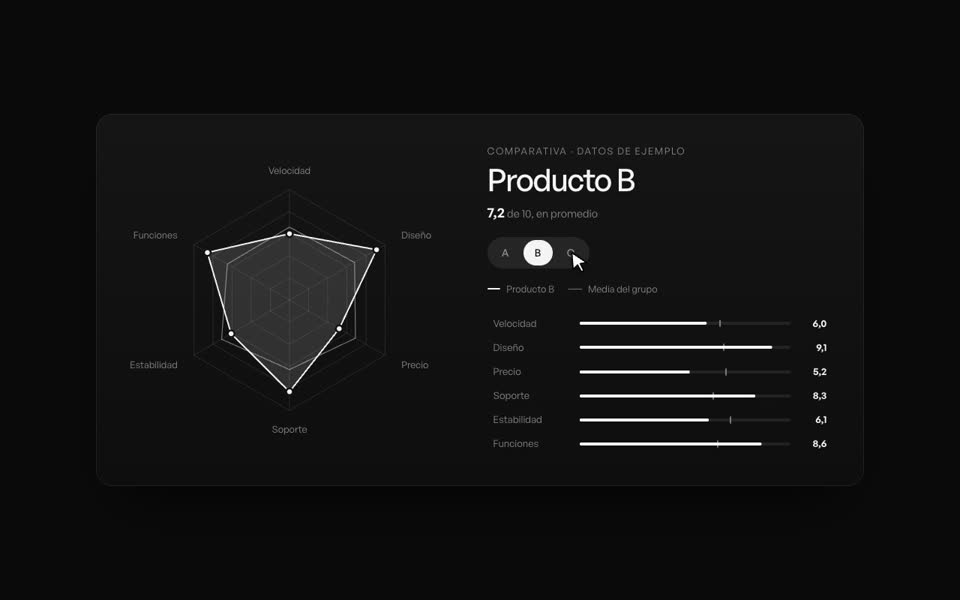 Velocidad
Funciones
Diseño
Estabilidad
Precio
Soporte
COMPARATIVA · DATOS DE EJEMPLO
Producto B
7,2 de 10, en promedio
A B C
Producto B
Media del grupo
Velocidad 6,0
Diseño 9,1
Precio 5,2
Soporte 8,3
Estabilidad 6,1
Funciones 8,6